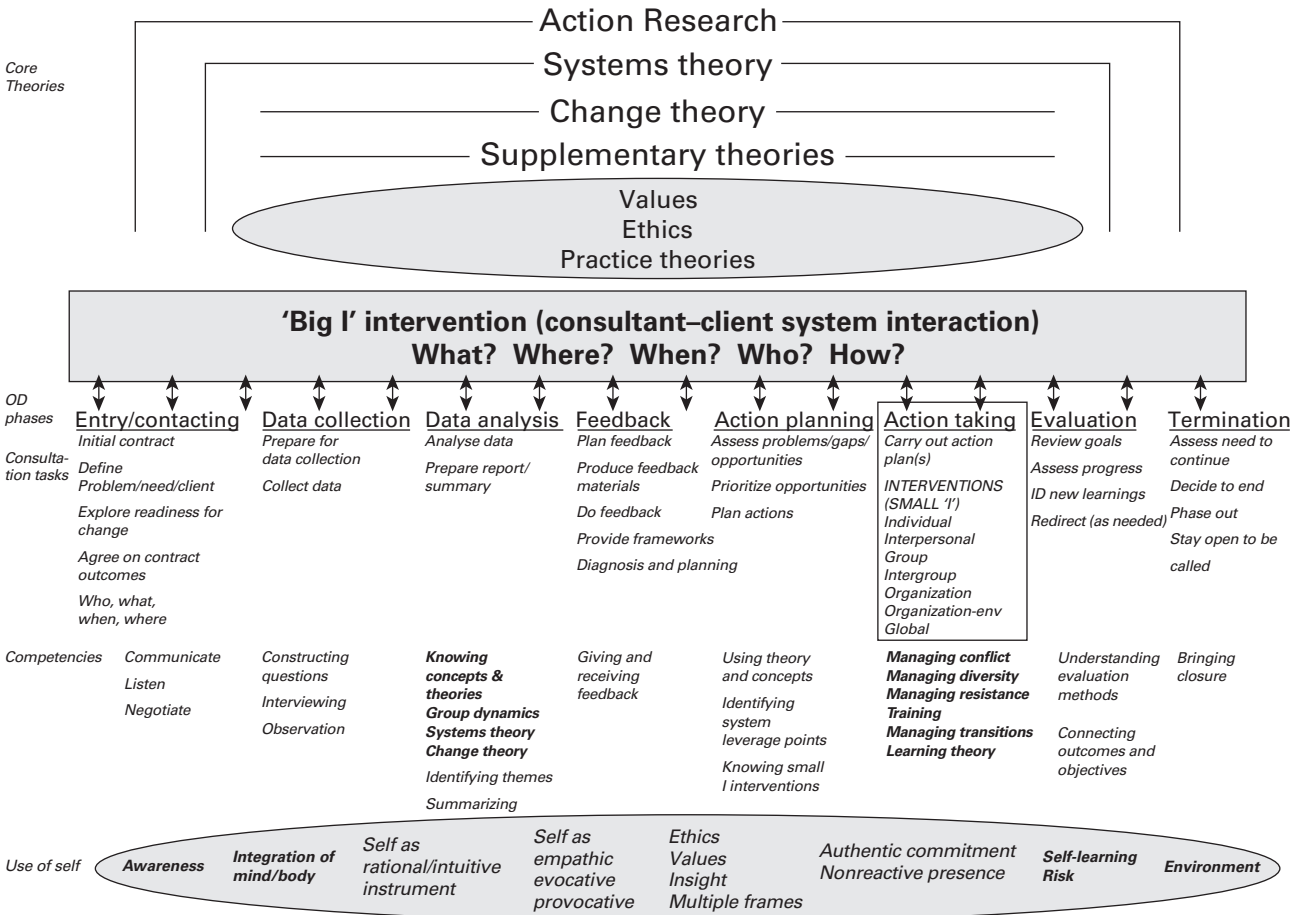 Action Research
Core
Theories
Systems theory
Change theory
Supplementary theories
Values
Ethics
Practice theories
‘Big I’ intervention (consultant–client system interaction)
What? Where? When? Who? How?
OD
phases
Consulta-
tion tasks
Entry/contacting
Initial contract
Define
Problem/need/client
Explore readiness for
change
Agree on contract
outcomes
Who, what,
when, where
Data collection
Prepare for
data collection
Collect data
Data analysis
Analyse data
Prepare report/
summary
Feedback
Plan feedback
Produce feedback
materials
Do feedback
Provide frameworks
Diagnosis and planning
Action planning
Assess problems/gaps/
opportunities
Prioritize opportunities
Plan actions
Action taking
Carry out action
plan(s)
INTERVENTIONS
(SMALL ‘I’)
Individual
Interpersonal
Group
Intergroup
Organization
Organization-env
Global
Evaluation
Review goals
Assess progress
ID new learnings
Redirect (as needed)
Termination
Assess need to
continue
Decide to end
Phase out
Stay open to be
called
Competencies
Communicate
Listen
Negotiate
Constructing
questions
Interviewing
Observation
Knowing
concepts &
theories
Group dynamics
Systems theory
Change theory
Identifying themes
Summarizing
Giving and
receiving
feedback
Using theory
and concepts
Identifying
system
leverage points
Knowing small
I interventions
Managing conflict
Managing diversity
Managing resistance
Training
Managing transitions
Learning theory
Understanding
evaluation
methods
Connecting
outcomes and
objectives
Bringing
closure
Use of self
Awareness
Integration of
mind/body
Self as
rational/intuitive
instrument
Self as
empathic
evocative
provocative
Ethics
Values
Insight
Multiple frames
Authentic commitment
Nonreactive presence
Self-learning
Risk
Environment